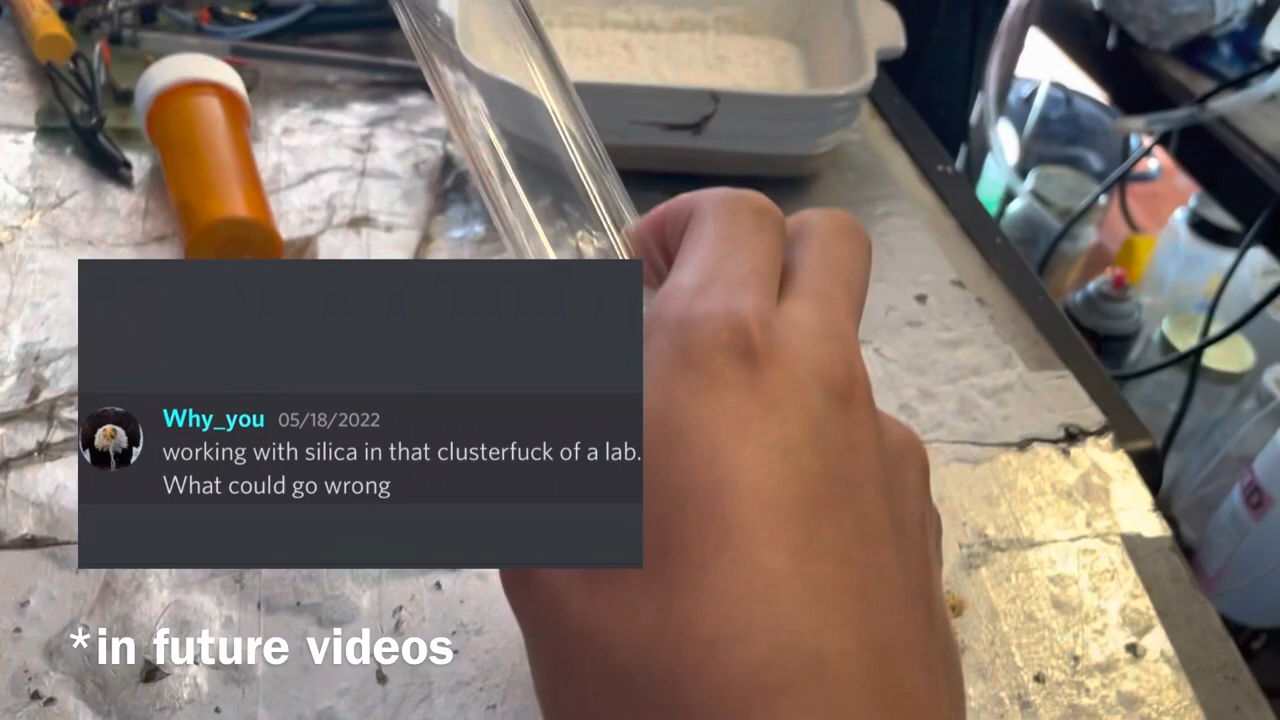 Why_you 05/18/2022
working with silica in that clusterfuck of a lab.
What could go wrong
*in future videos